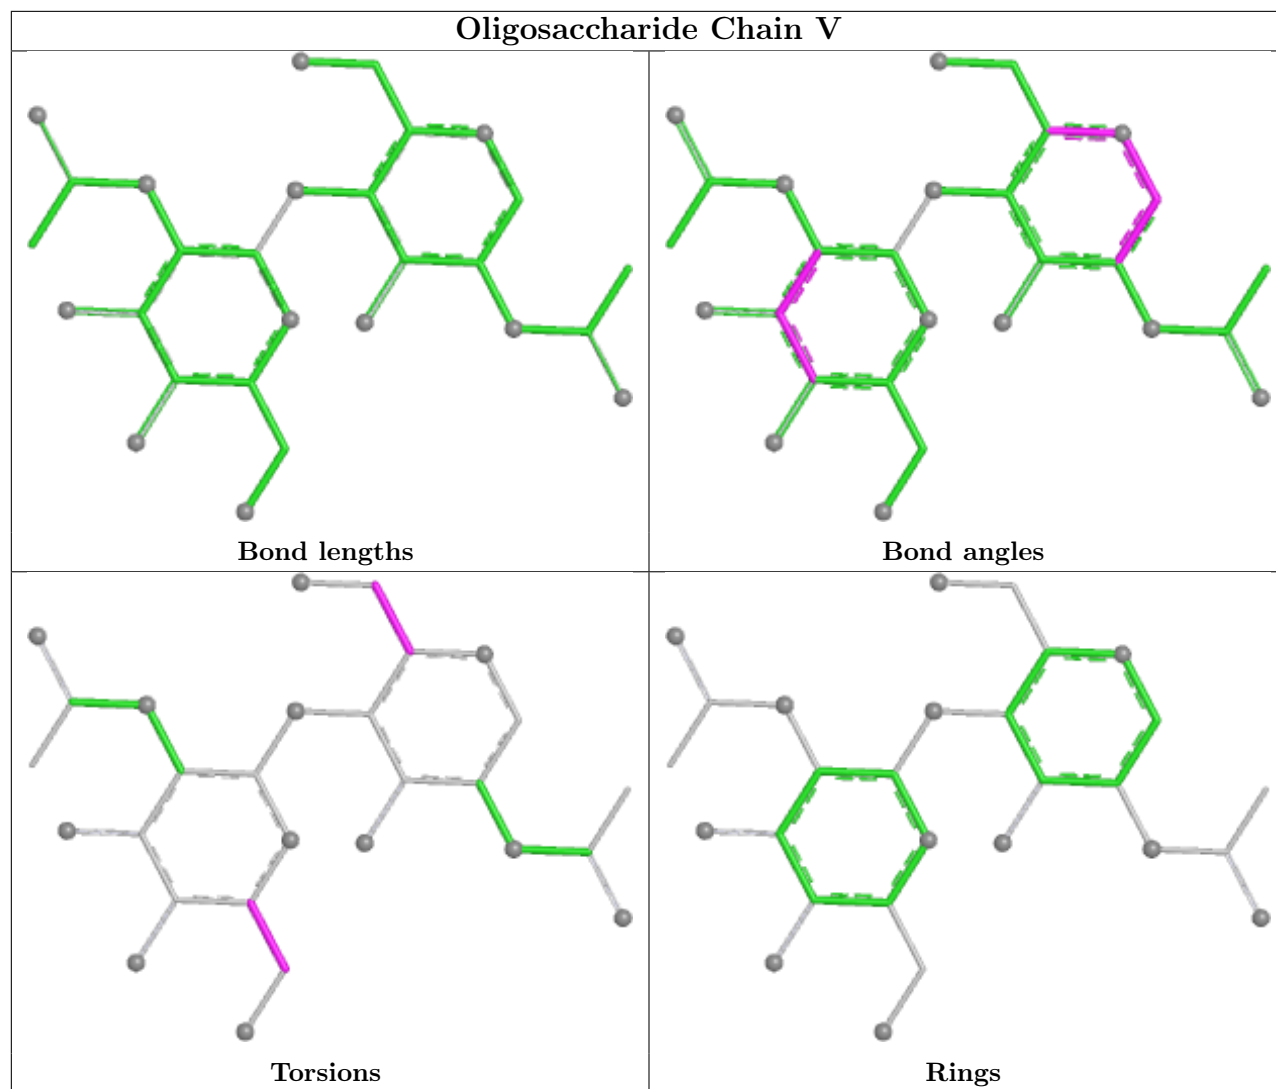 Oligosaccharide Chain V
Bond lengths
Bond angles
Torsions
Rings